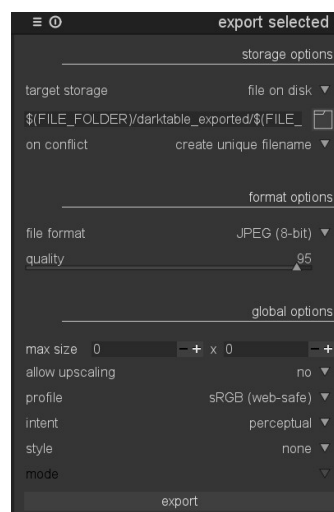 export selected
storage options
target storage file on disk
$(FILE_FOLDER)/darktable_exported/$(FILE_
on conflict create unique filename
format options
file format JPEG (8-bit)
quality 95
global options
max size 0 - + x 0 - +
allow upscaling no
profile sRGB (web-safe)
intent perceptual
style none
mode
export